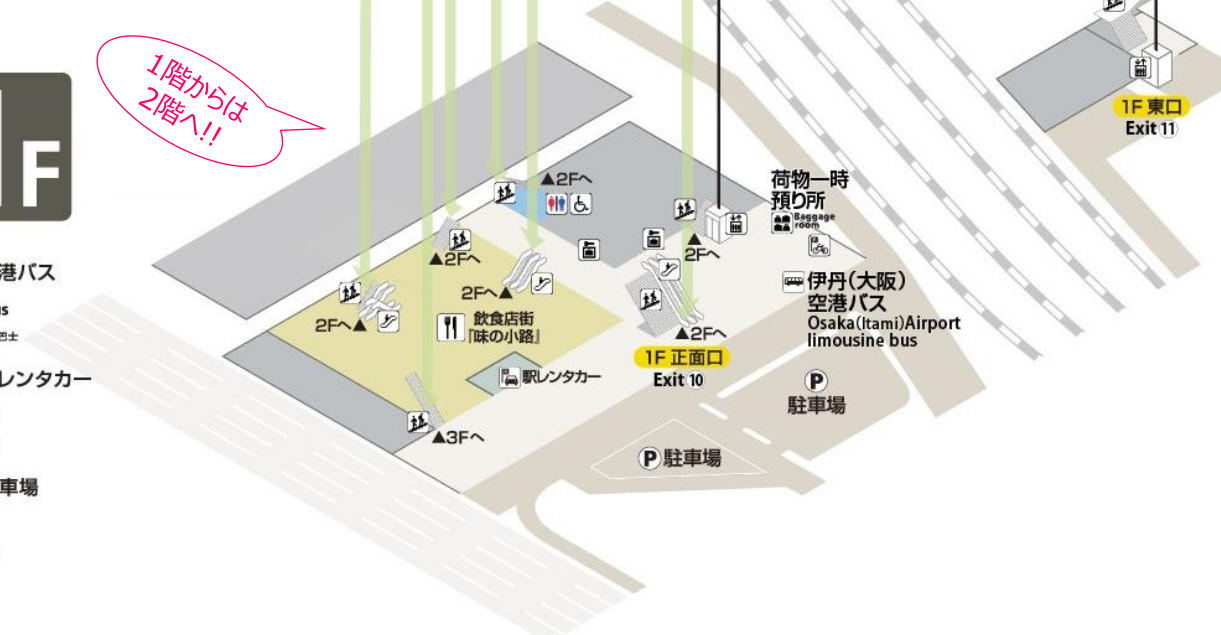 1階からは
2階へ!!
F
港バス
巴士
レンタカー
車場
1F 東口
Exit 11
▲2Fへ
荷物一時
預り所
Baggage
room
▲
2Fへ
▲2Fへ
2Fへ▲
伊丹(大阪)
空港バス
Osaka(Itami)Airport
limousine bus
2Fへ▲
飲食店街
『味の小路』
▲2Fへ
1F 正面口
Exit 10
駅レンタカー
P
駐車場
▲3Fへ
P 駐車場